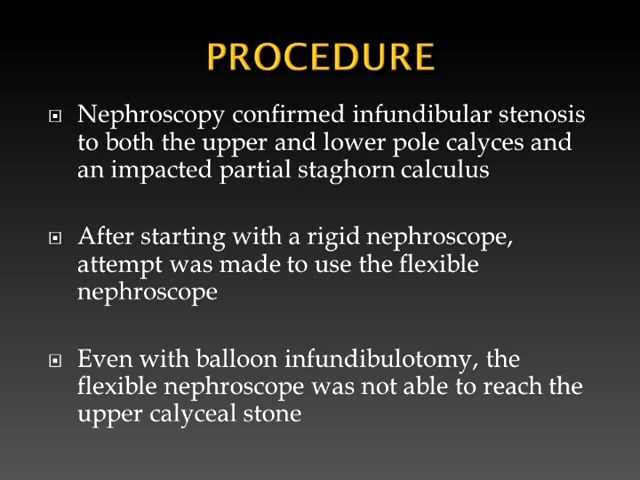 PROCEDURE
Nephroscopy confirmed infundibular stenosis
to both the upper and lower pole calyces and
an impacted partial staghorn calculus
After starting with a rigid nephroscope,
attempt was made to use the flexible
nephroscope
Even with balloon infundibulotomy, the
flexible nephroscope was not able to reach the
upper calyceal stone